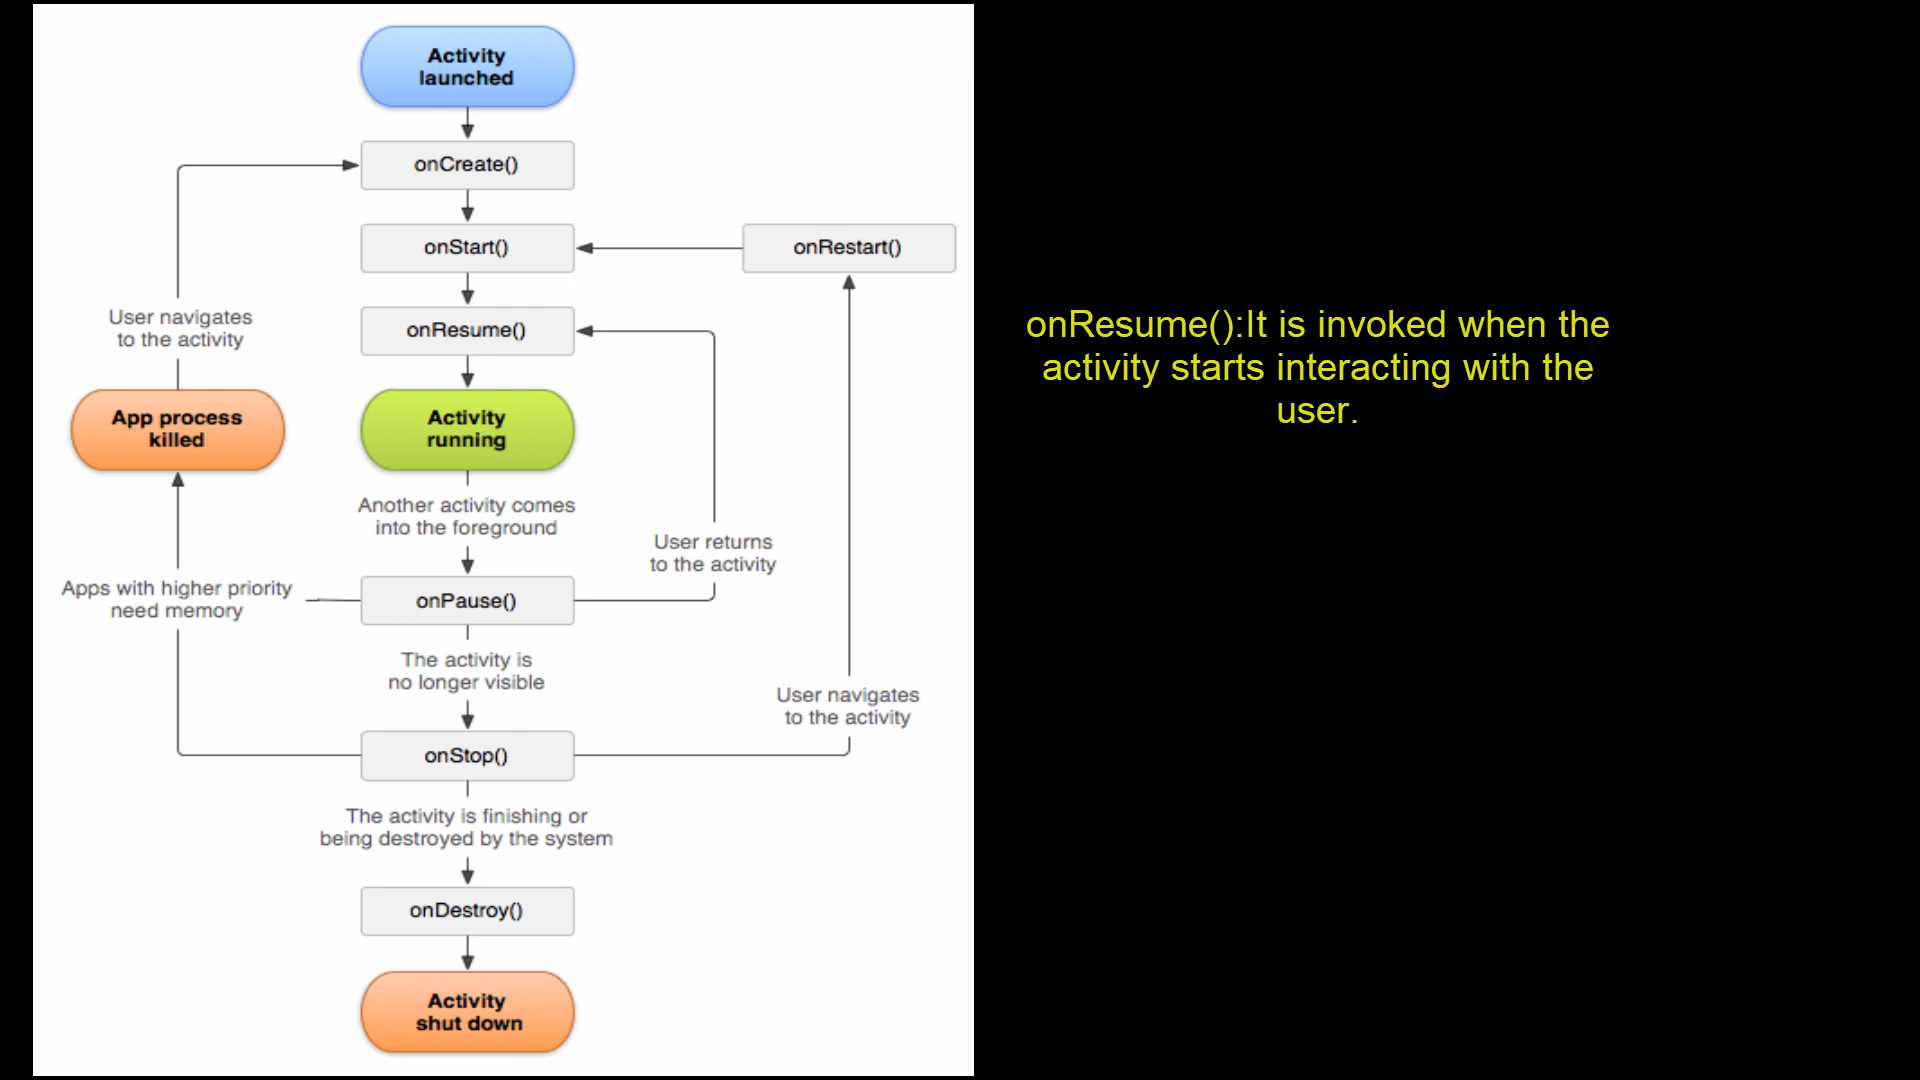 Activity
launched
onCreate()
onStart()
onRestart()
User navigates
to the activity
onResume()
App process
killed
Activity
running
Another activity comes
into the foreground
User returns
to the activity
Apps with higher priority
need memory
onPause()
The activity is
no longer visible
User navigates
to the activity
onStop()
The activity is finishing or
being destroyed by the system
onDestroy()
Activity
shut down
onResume():It is invoked when the
activity starts interacting with the
user.